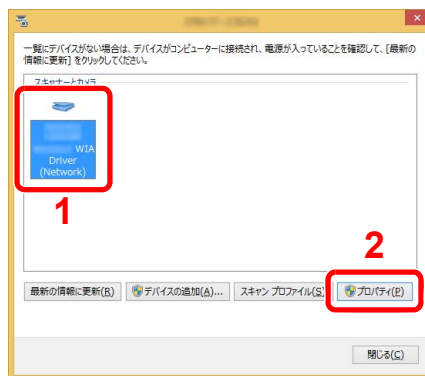 一覧にデバイスがない場合は、デバイスがコンピューターに接続され、電源が入っていることを確認して、[最新の
情報に更新] をクリックしてください。
スキャナーとカメラ
WIA
Driver
(Network)
1
2
最新の情報に更新(R) デバイスの追加(A)... スキャン プロファイル(S) プロパティ(P)
閉じる(C)